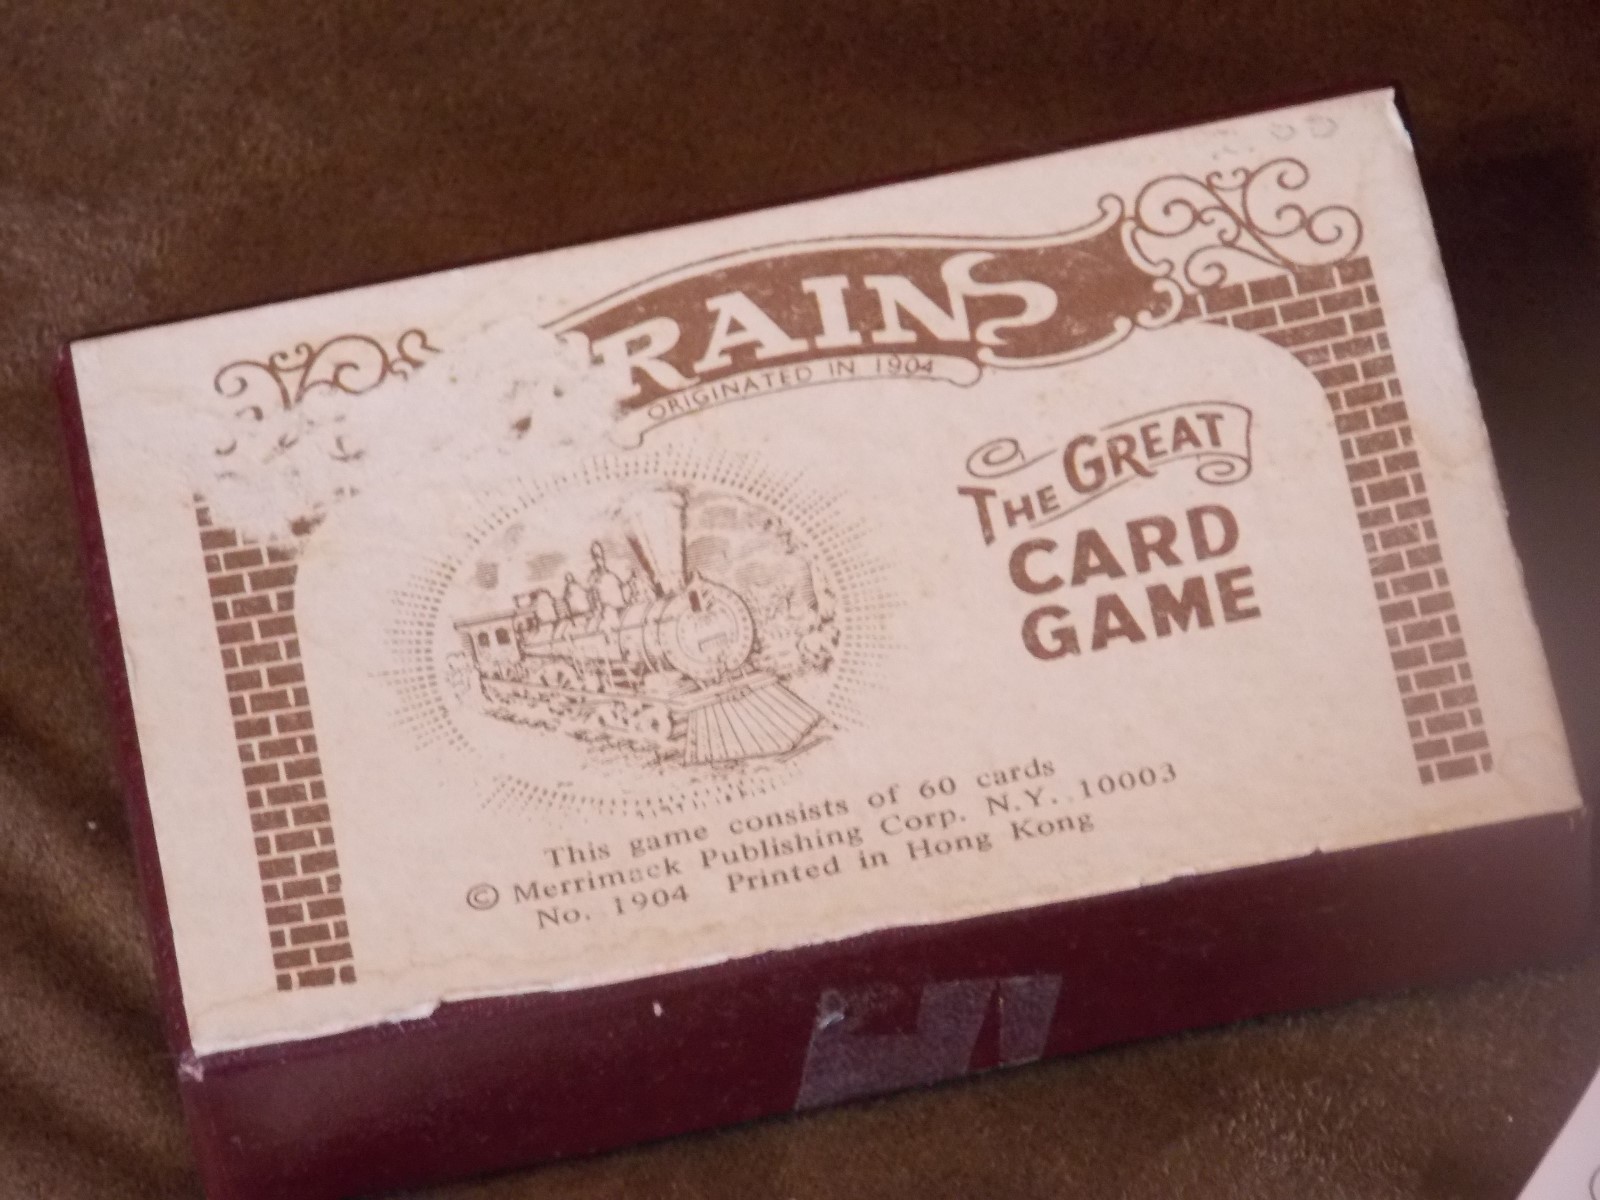 RAINS
ORIGINATED IN 1904
THE GREAT
CARD
GAME
This game consists of 60 cards
© Merrimack Publishing Corp. N.Y. 10003
No. 1904 Printed in Hong Kong